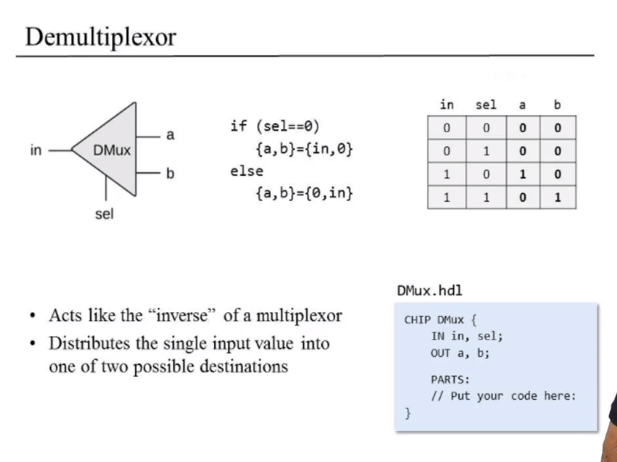 Demultiplexor
in
DMux
a
b
sel
if (sel==0)
{a,b}={in,0}
else
{a,b}={0,in}
in sel a b
0 0 0 0
0 1 0 0
1 0 1 0
1 1 0 1
• Acts like the “inverse” of a multiplexor
• Distributes the single input value into
one of two possible destinations
DMux.hdl
CHIP DMux {
IN in, sel;
OUT a, b;
PARTS:
// Put your code here:
}